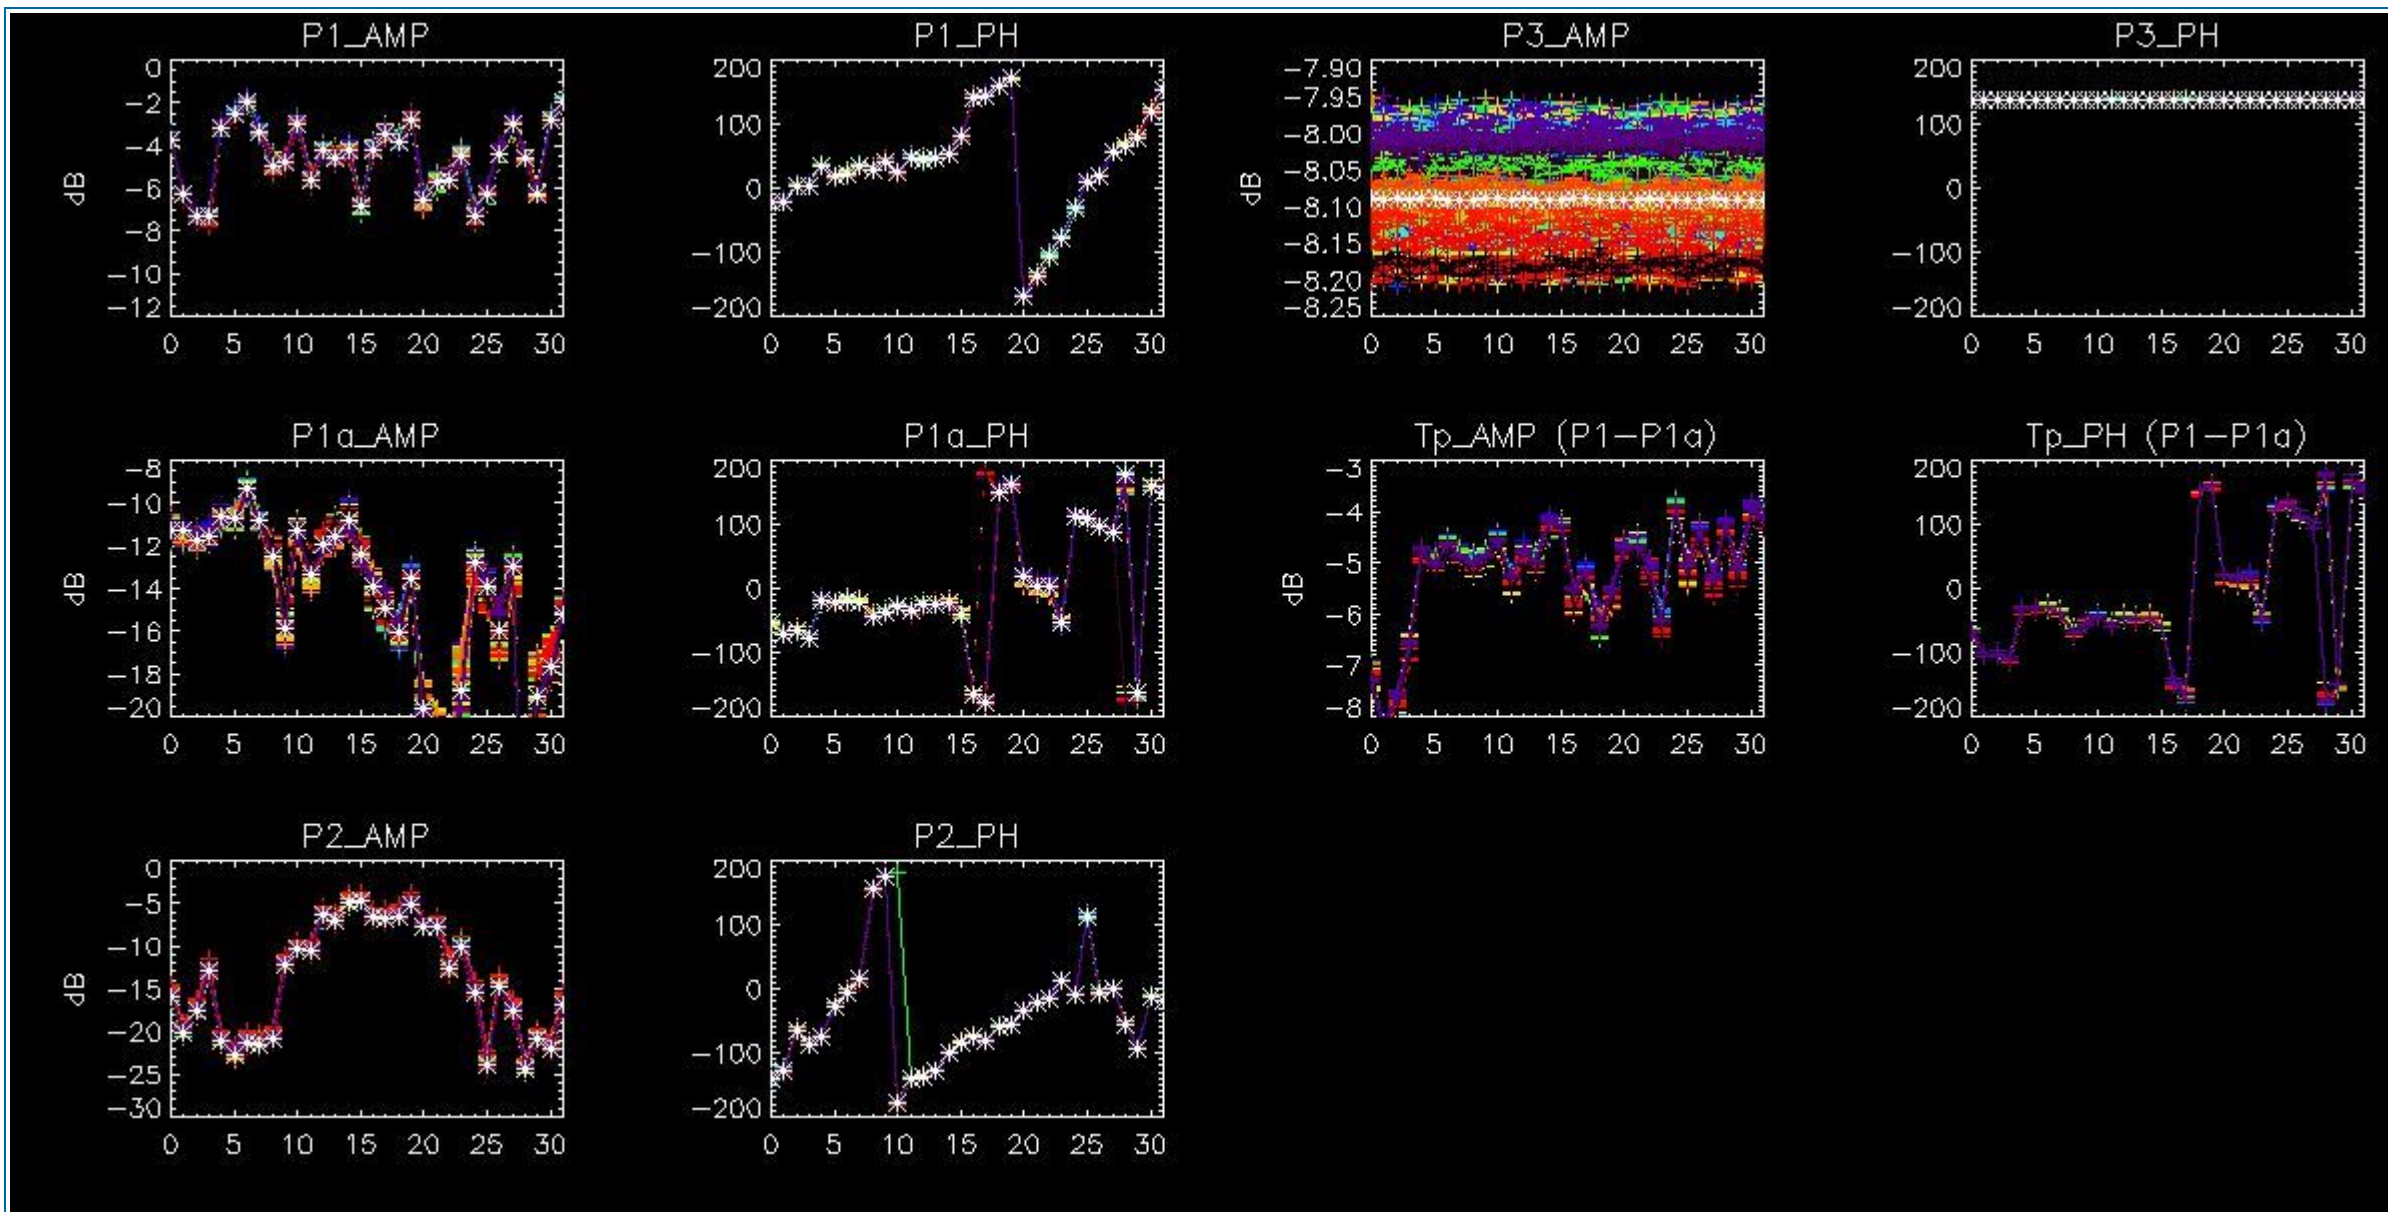 P1_AMP
0
−2
−4
−6
−8
−10
−12
dB
0 5 10 15 20 25 30
P1_PH
200
100
0
−100
−200
0 5 10 15 20 25 30
P3_AMP
−7.90
−7.95
−8.00
−8.05
−8.10
−8.15
−8.20
−8.25
dB
0 5 10 15 20 25 30
P3_PH
200
100
0
−100
−200
0 5 10 15 20 25 30
P1a_AMP
−8
−10
−12
−14
−16
−18
−20
dB
0 5 10 15 20 25 30
P1a_PH
200
100
0
−100
−200
0 5 10 15 20 25 30
Tp_AMP (P1−P1a)
−3
−4
−5
−6
−7
−8
dB
0 5 10 15 20 25 30
Tp_PH (P1−P1a)
200
100
0
−100
−200
0 5 10 15 20 25 30
P2_AMP
0
−5
−10
−15
−20
−25
−30
dB
0 5 10 15 20 25 30
P2_PH
200
100
0
−100
−200
0 5 10 15 20 25 30